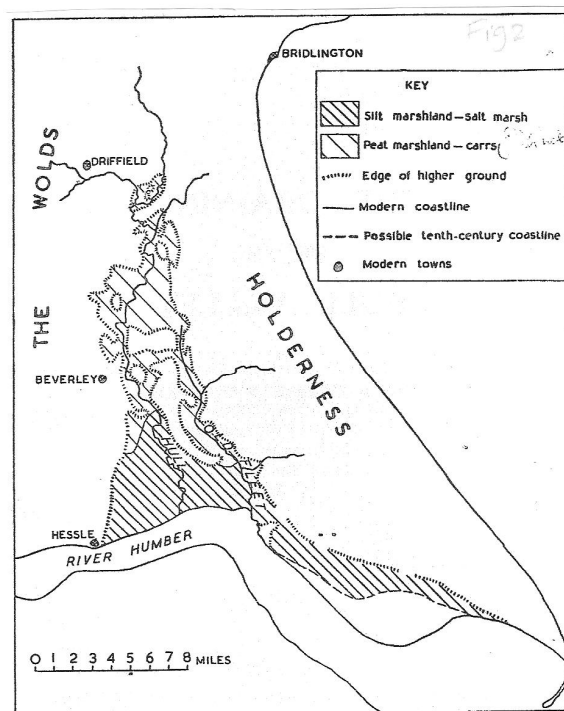 Fig 2
BRIDLINGTON
KEY
Silt marshland—salt marsh
Peat marshland—carrs
Edge of higher ground
Modern coastline
Possible tenth-century coastline
Modern towns
THE WOLDS
DRIFFIELD
HOLDERNESS
BEVERLEY
HULL
OLD FLEET
HESSLE
RIVER HUMBER
0 1 2 3 4 5 6 7 8 MILES